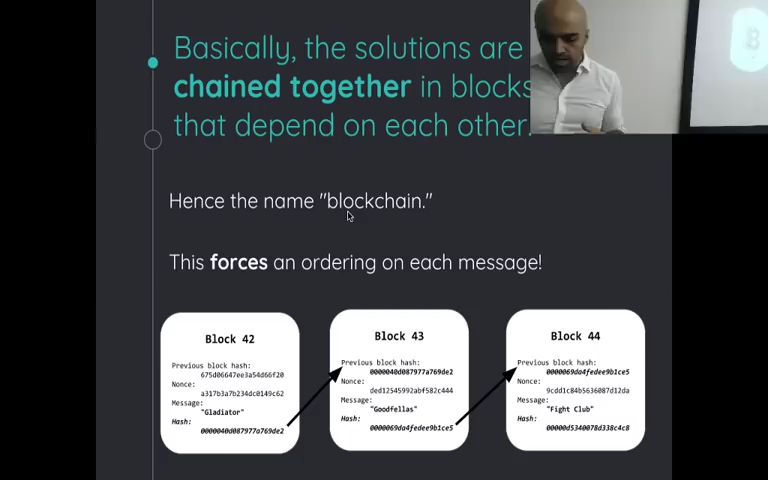 Basically, the solutions are
chained together in blocks
that depend on each other.
Hence the name "blockchain."
This forces an ordering on each message!
Block 42
Previous block hash:
675d06647ee3a54d66f20
Nonce:
a317b3a7b234dc0149c62
Message:
"Gladiator"
Hash:
0000040d087977a769de2
Block 43
Previous block hash:
0000040d087977a769de2
Nonce:
ded12545992abf582c444
Message:
"Goodfellas"
Hash:
0000069da4fedee9b1ce5
Block 44
Previous block hash:
0000069da4fedee9b1ce5
Nonce:
9cdd1c84b5636087d12da
Message:
"Fight Club"
Hash:
00000d5340078d338c4c8